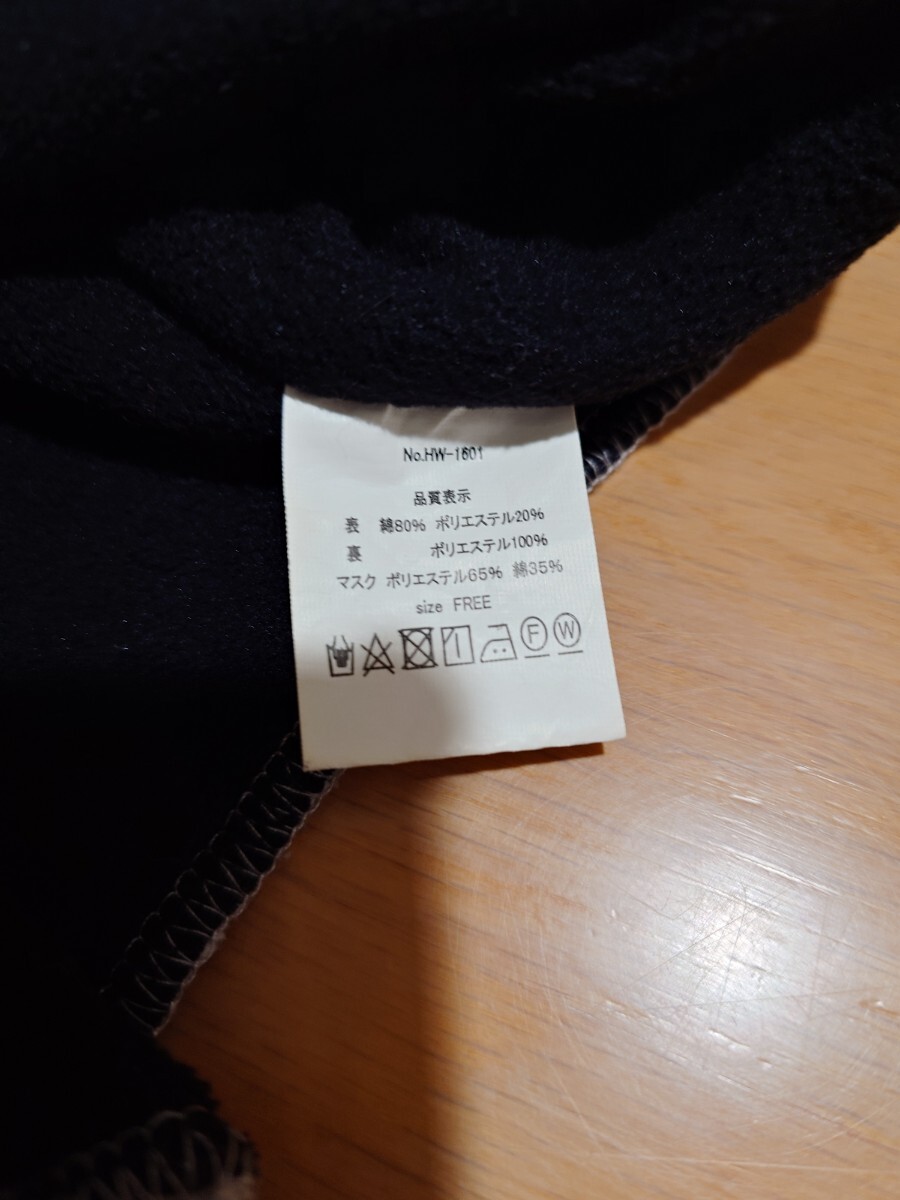 No.HW-1601
品質表示
表 綿80% ポリエステル20%
裏 ポリエステル100%
マスク ポリエステル65% 綿35%
size FREE
F W